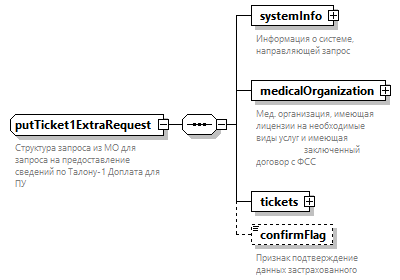 systemInfo
Информация о системе,
направляющей запрос
medicalOrganization
Мед. организация, имеющая
лицензии на необходимые
виды услуг и имеющая
заключенный
договор с ФСС
putTicket1ExtraRequest
Структура запроса из МО для
запроса на предоставление
сведений по Талону-1 Доплата для
ПУ
tickets
confirmFlag
Признак подтверждение
данных застрахованного